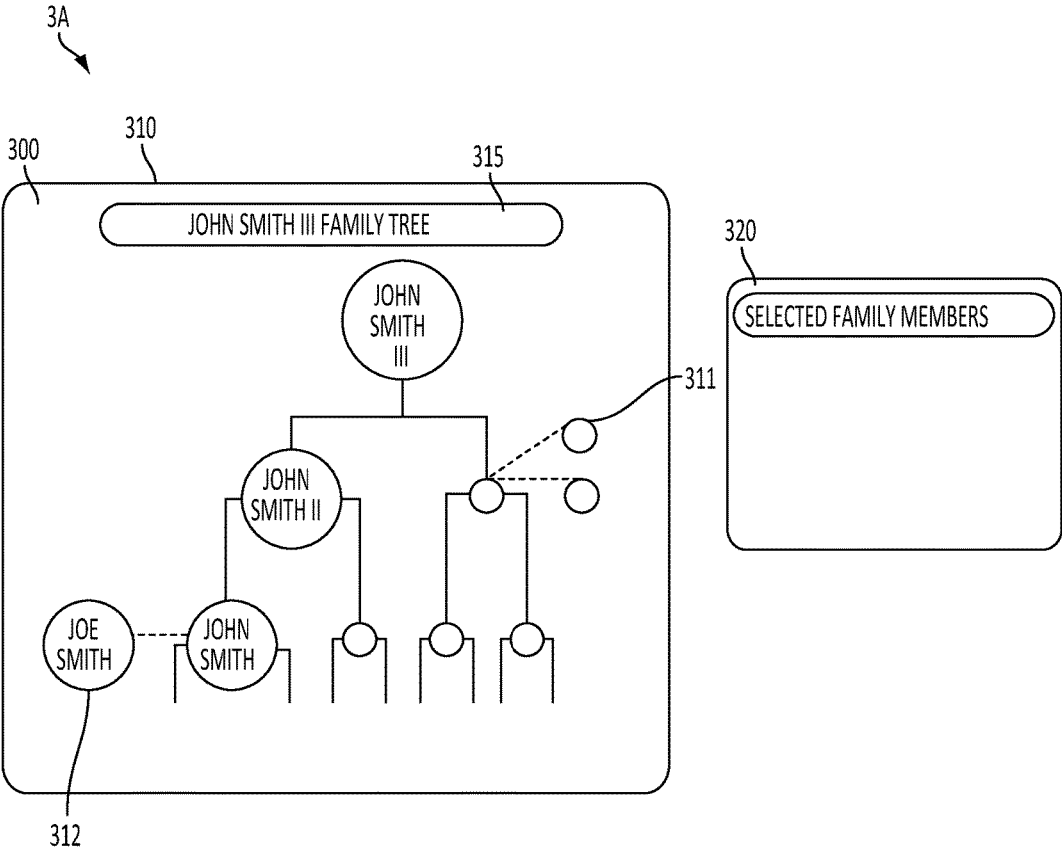 3A
310
300
315
JOHN SMITH III FAMILY TREE
320
JOHN
SMITH
III
SELECTED FAMILY MEMBERS
311
JOHN
SMITH II
JOE
SMITH
JOHN
SMITH
312